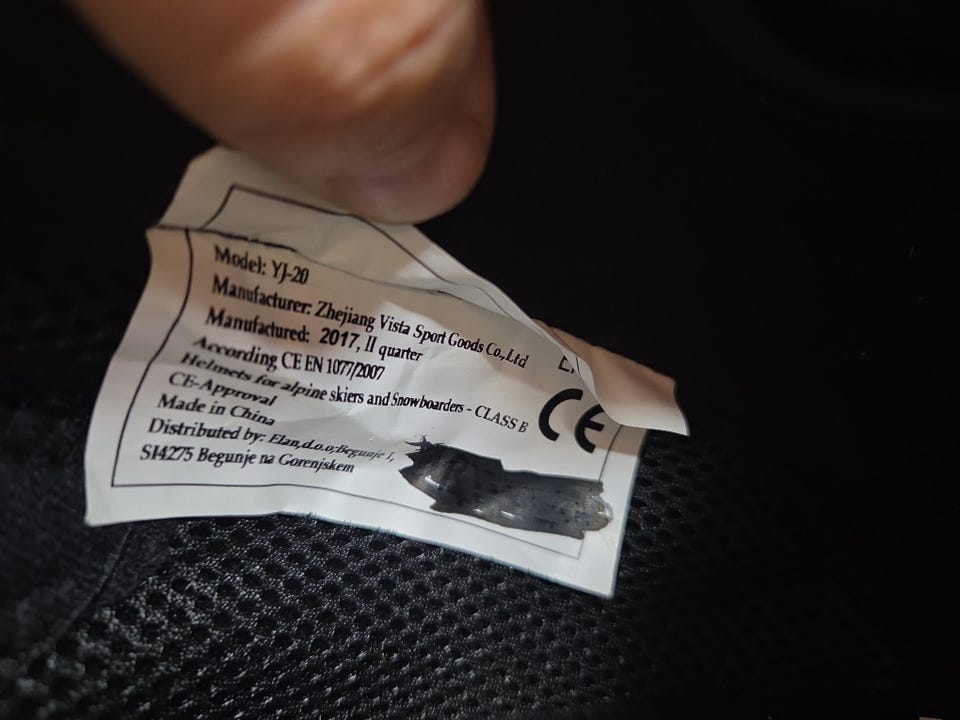 Model: YJ-20
Manufacturer: Zhejiang Vista Sport Goods Co.,Ltd
Manufactured: 2017, II quarter
According CE EN 1077/2007
Helmets for alpine skiers and Snowboarders - CLASS B
CE-Approval
Made in China
Distributed by: Elan,d.o.o,Begunje 1,
SI4275 Begunje na Gorenjskem
CE